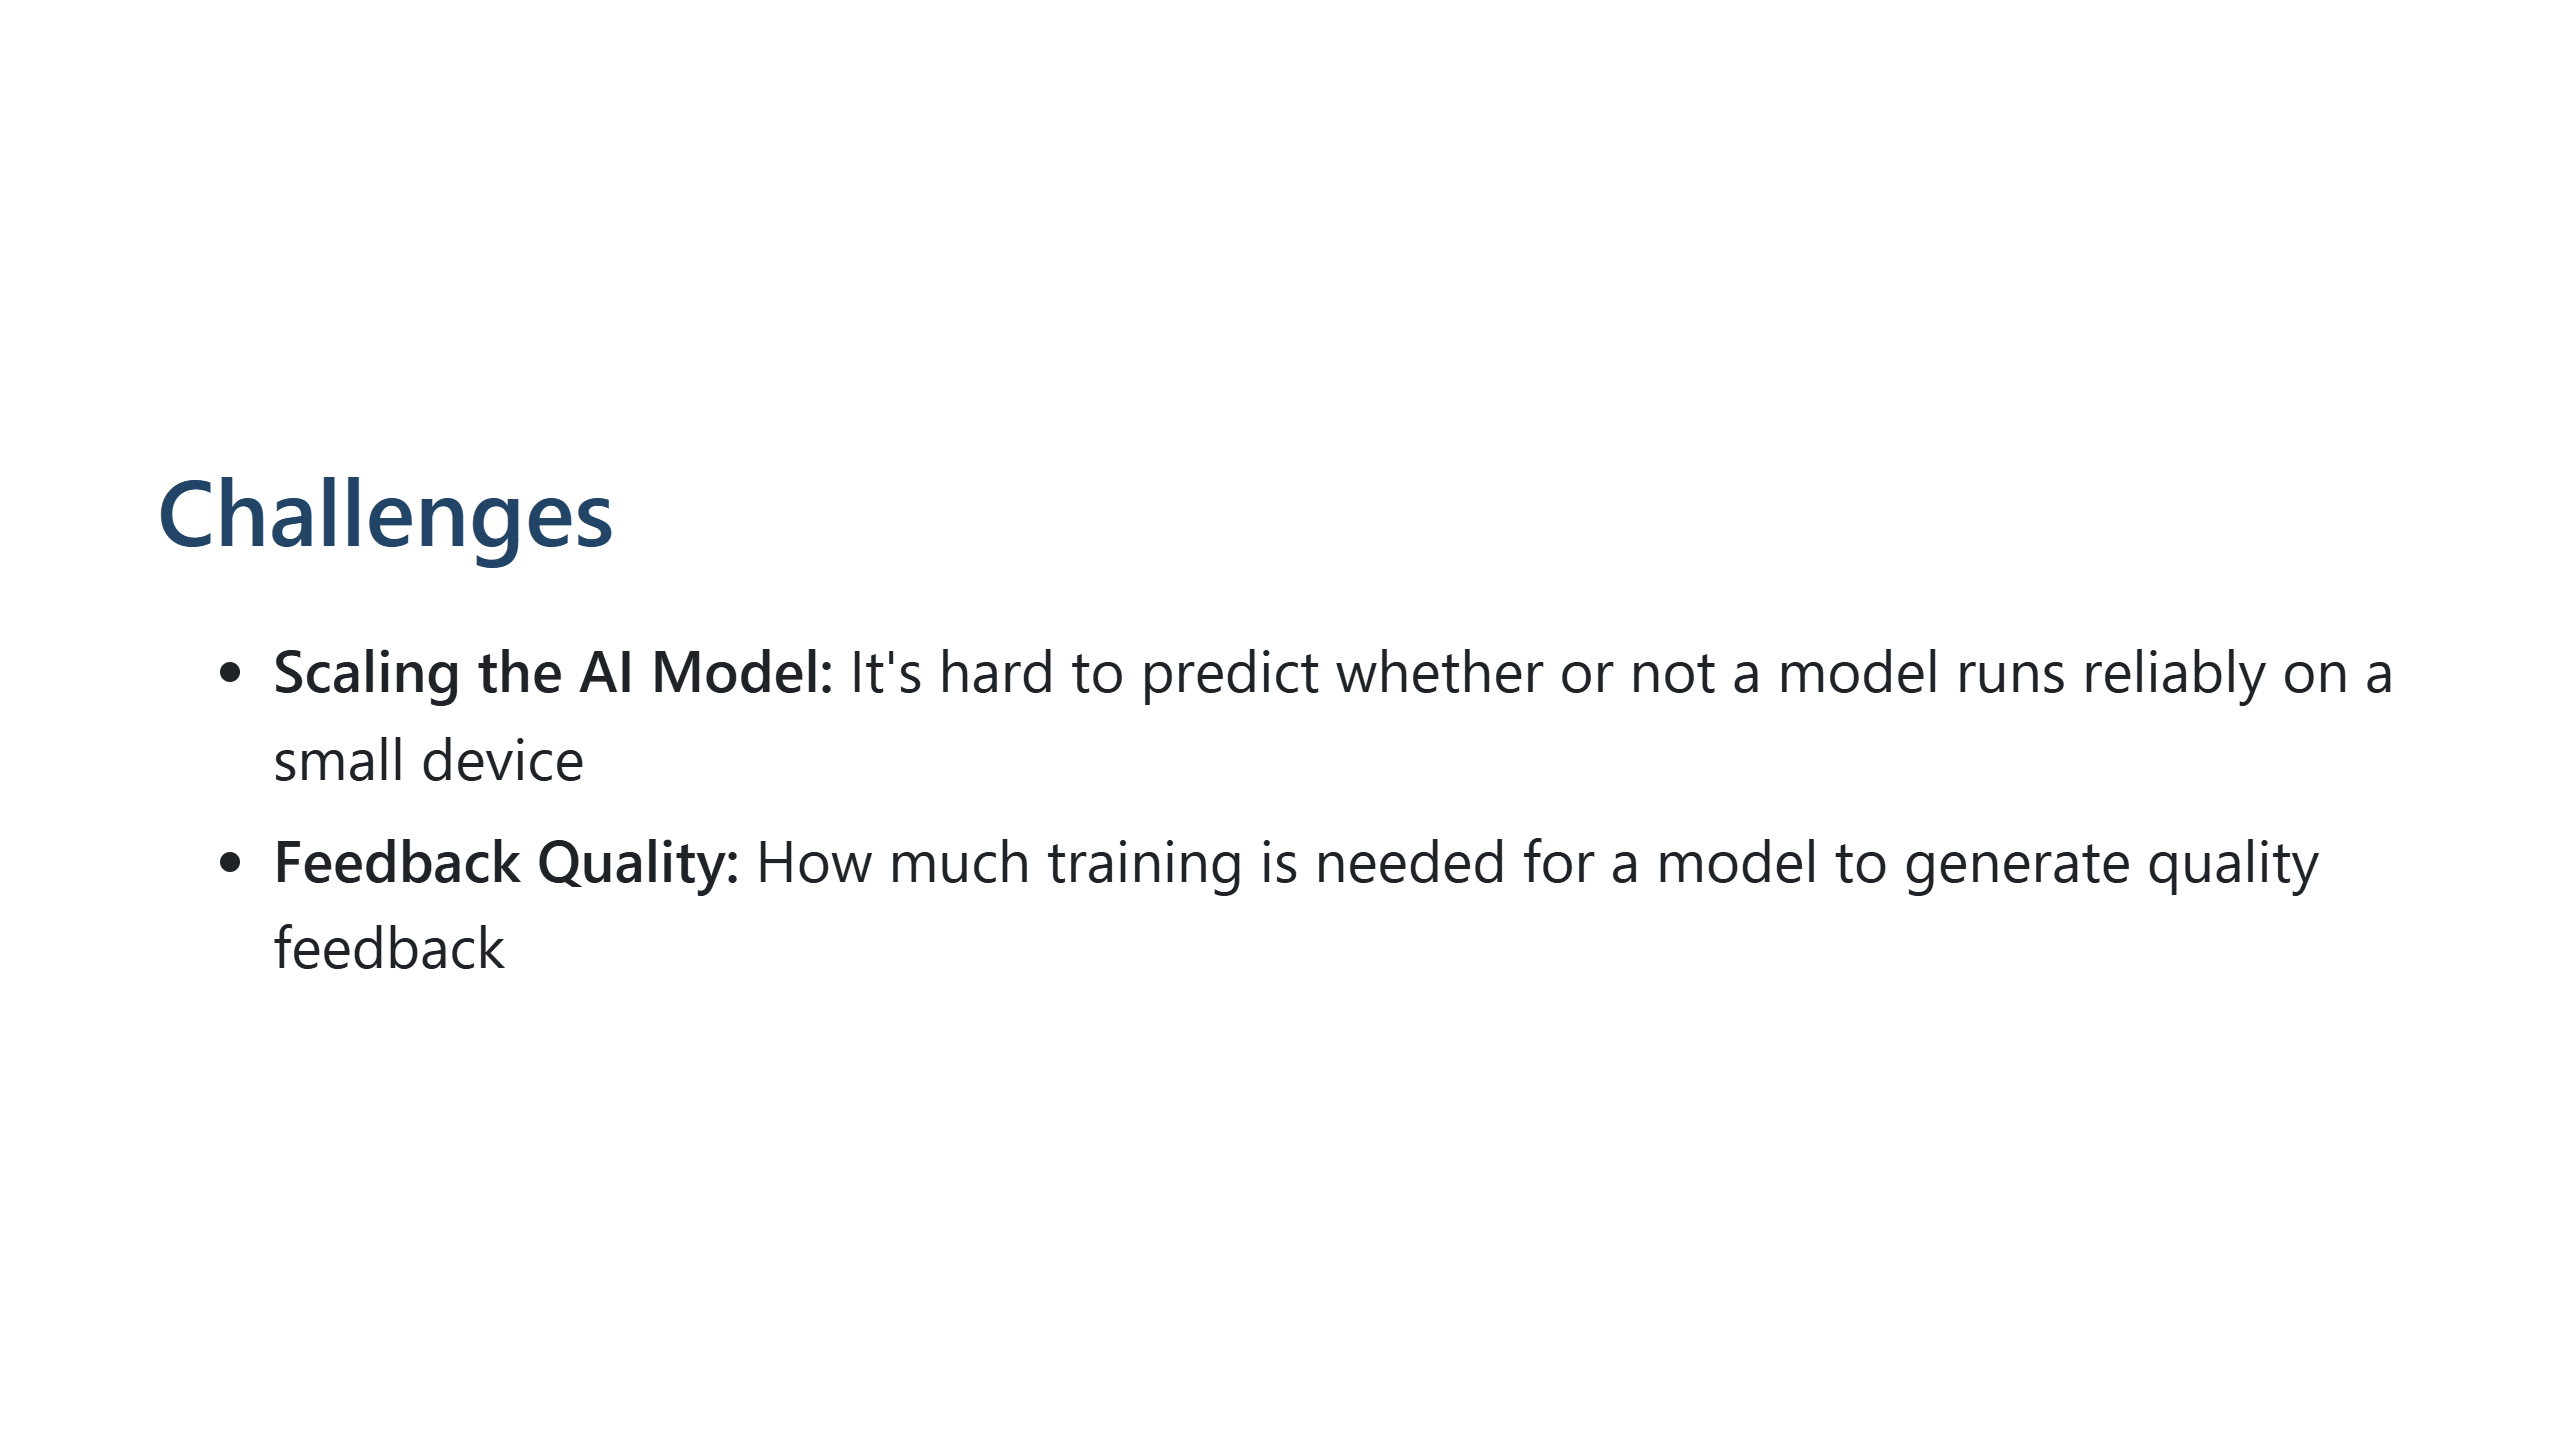 Challenges
• Scaling the AI Model: It's hard to predict whether or not a model runs reliably on a
small device
• Feedback Quality: How much training is needed for a model to generate quality
feedback